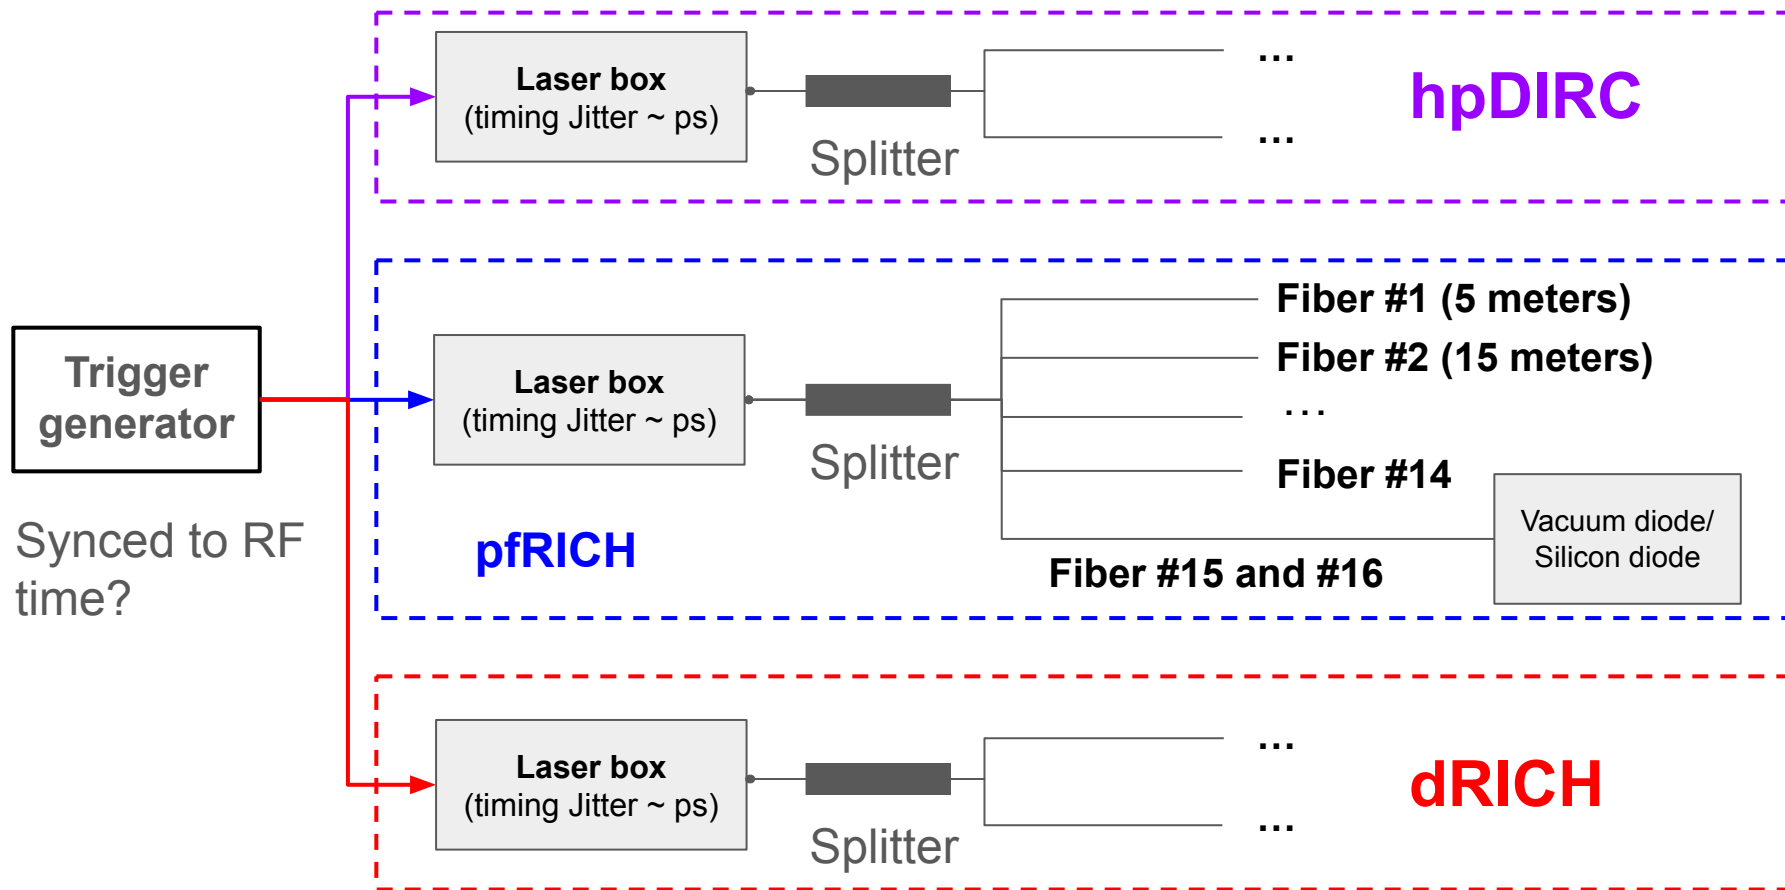 Laser box
(timing Jitter ~ ps)
Splitter
...
...
hpDIRC
Trigger
generator
Synced to RF
time?
Laser box
(timing Jitter ~ ps)
Splitter
pfRICH
Fiber #1 (5 meters)
Fiber #2 (15 meters)
...
Fiber #14
Fiber #15 and #16
Vacuum diode/
Silicon diode
Laser box
(timing Jitter ~ ps)
Splitter
...
...
dRICH